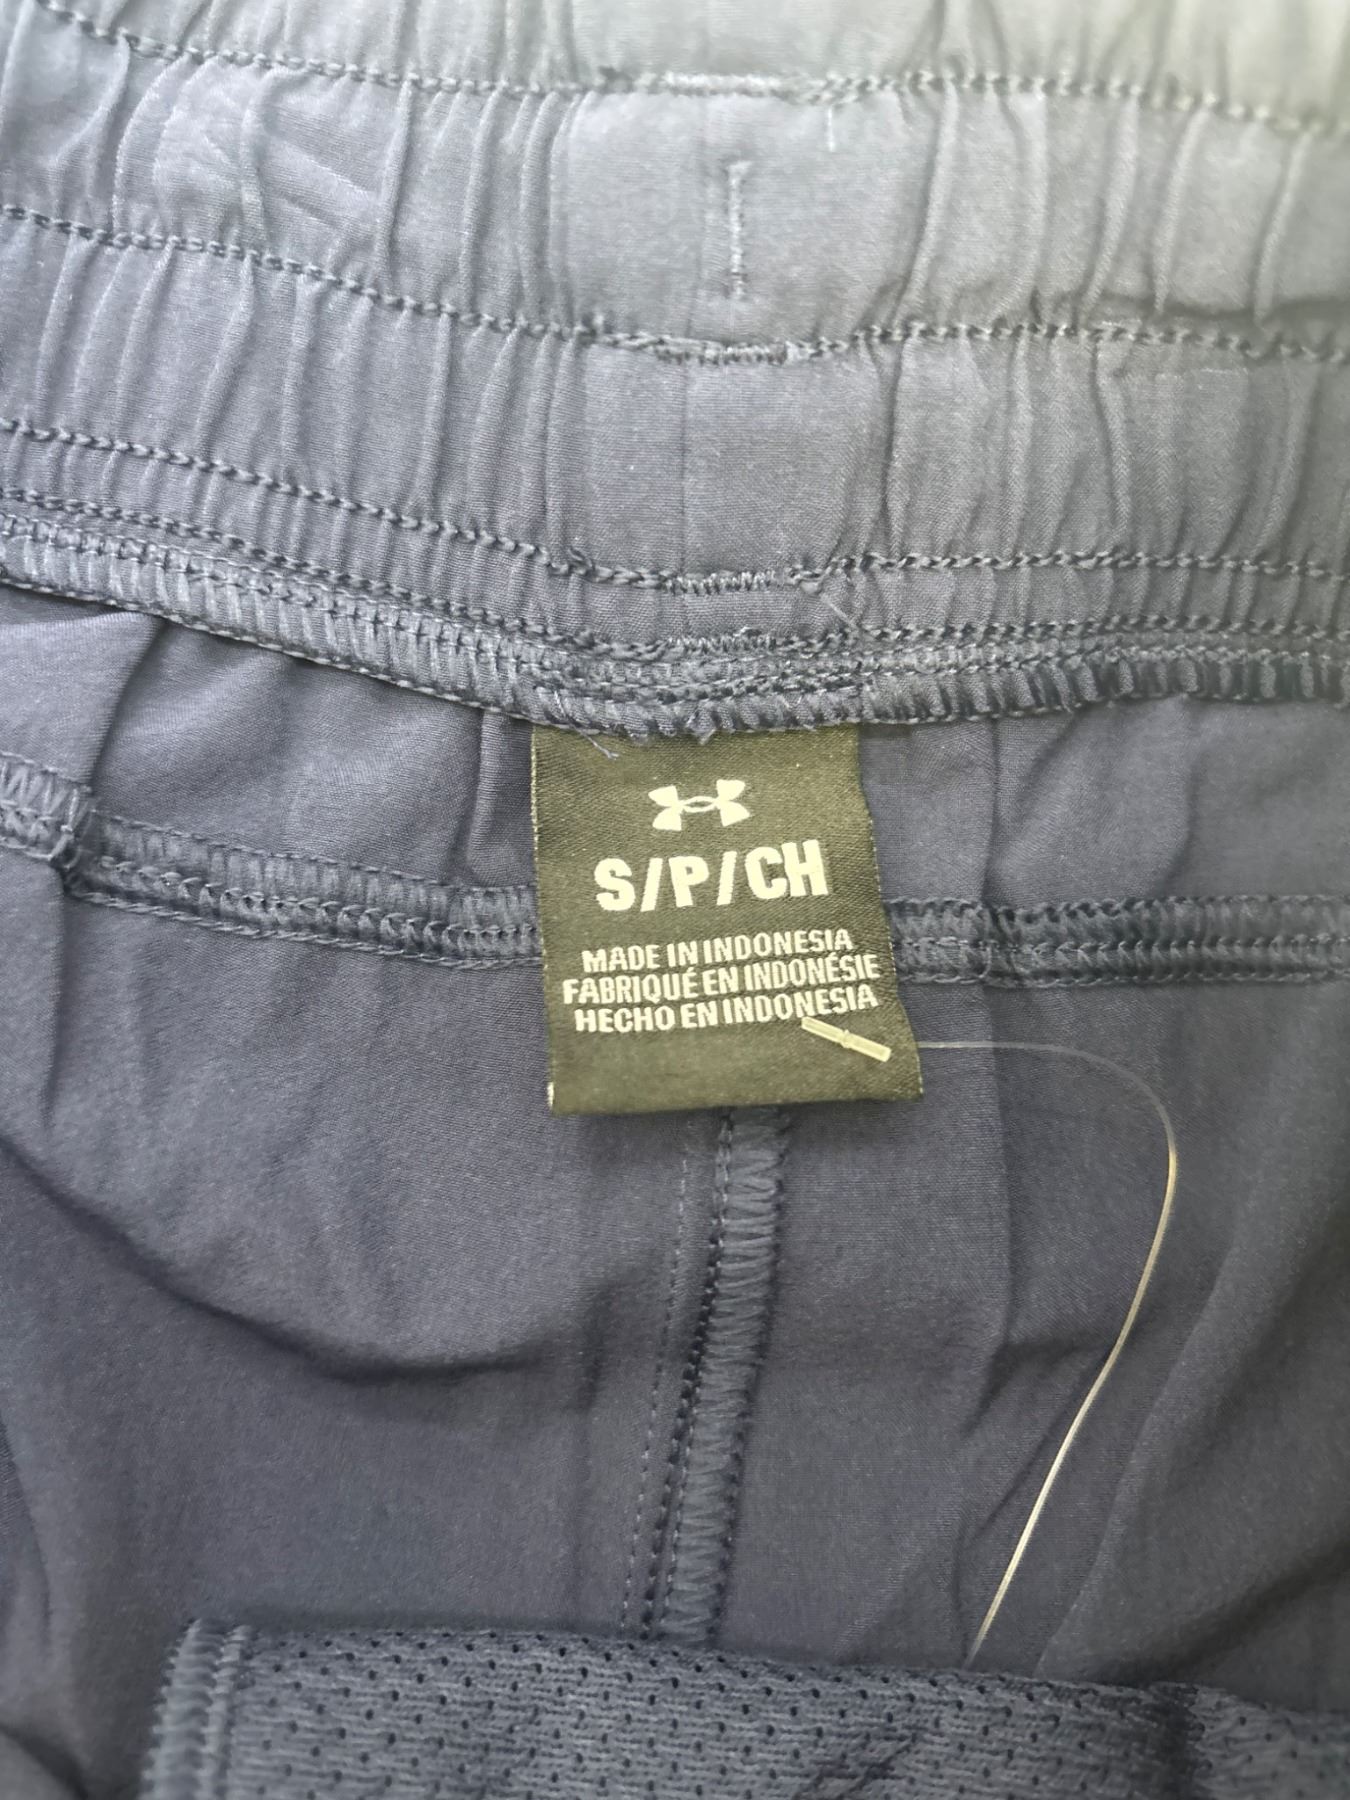 S/P/CH
MADE IN INDONESIA
FABRIQUÉ EN INDONÉSIE
HECHO EN INDONESIA